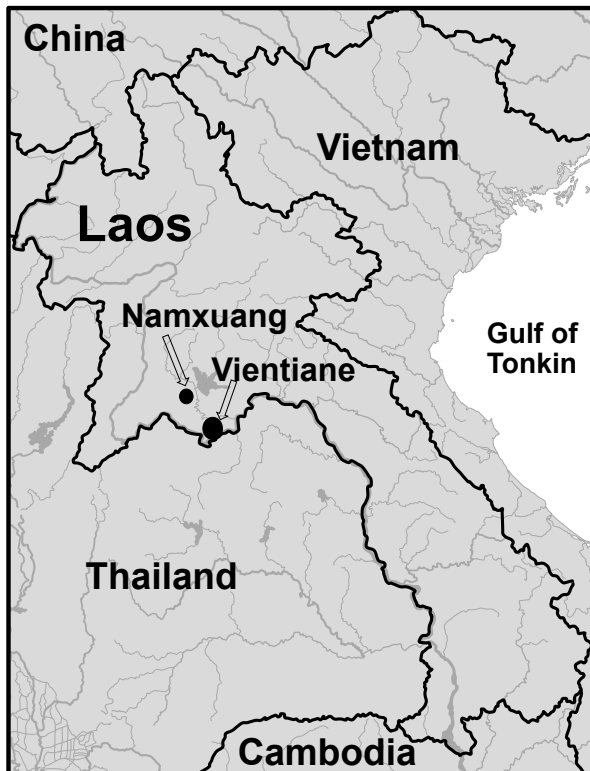 China
Vietnam
Laos
Namxuang
Gulf of
Tonkin
Vientiane
Thailand
Cambodia